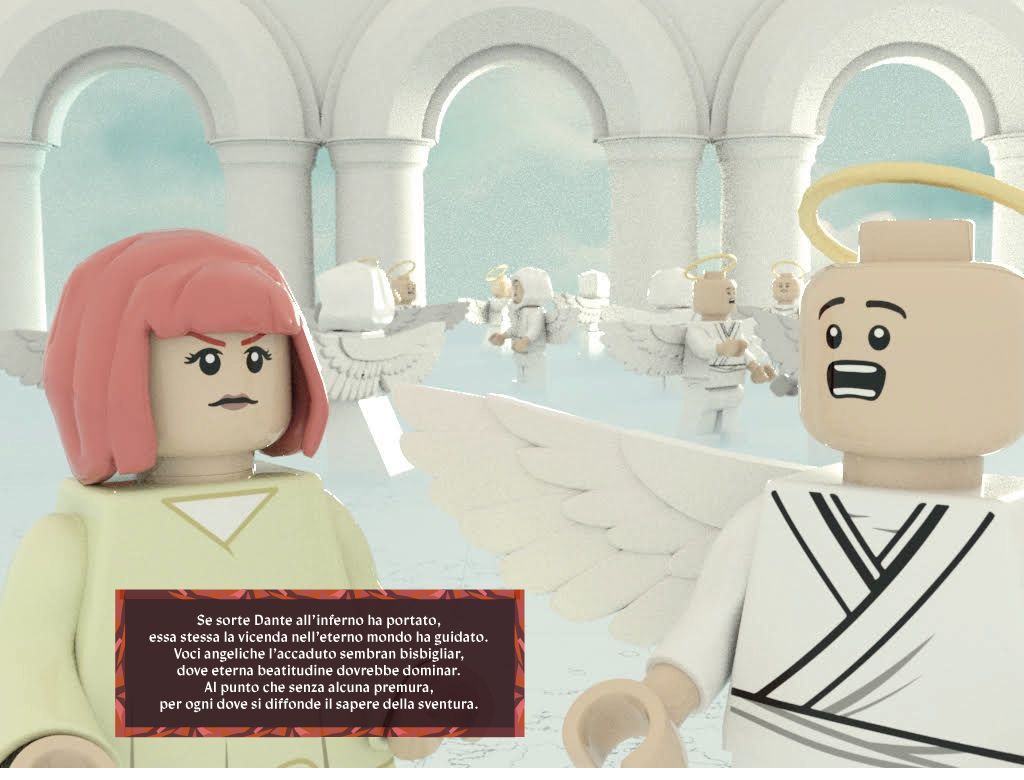 Se sorte Dante all'inferno ha portato,
essa stessa la vicenda nell'eterno mondo ha guidato.
Voci angeliche l'accaduto sembran bisbigliar,
dove eterna beatitudine dovrebbe dominar.
Al punto che senza alcuna premura,
per ogni dove si diffonde il sapere della sventura.